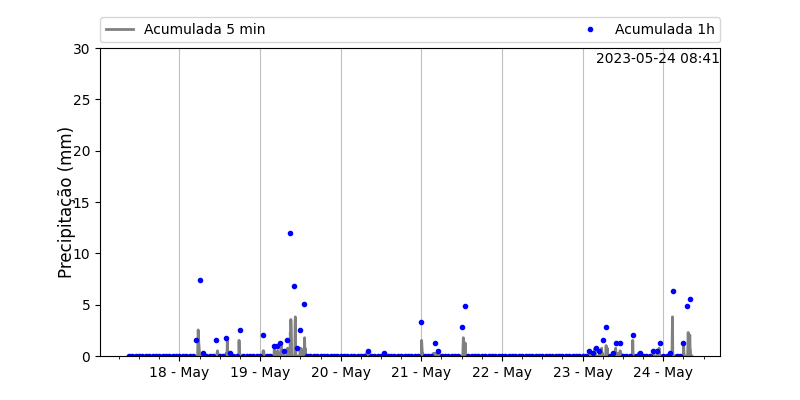 Acumulada 5 min
Acumulada 1h
30
2023-05-24 08:41
25
20
15
10
5
0
Precipitação (mm)
18 - May
19 - May
20 - May
21 - May
22 - May
23 - May
24 - May